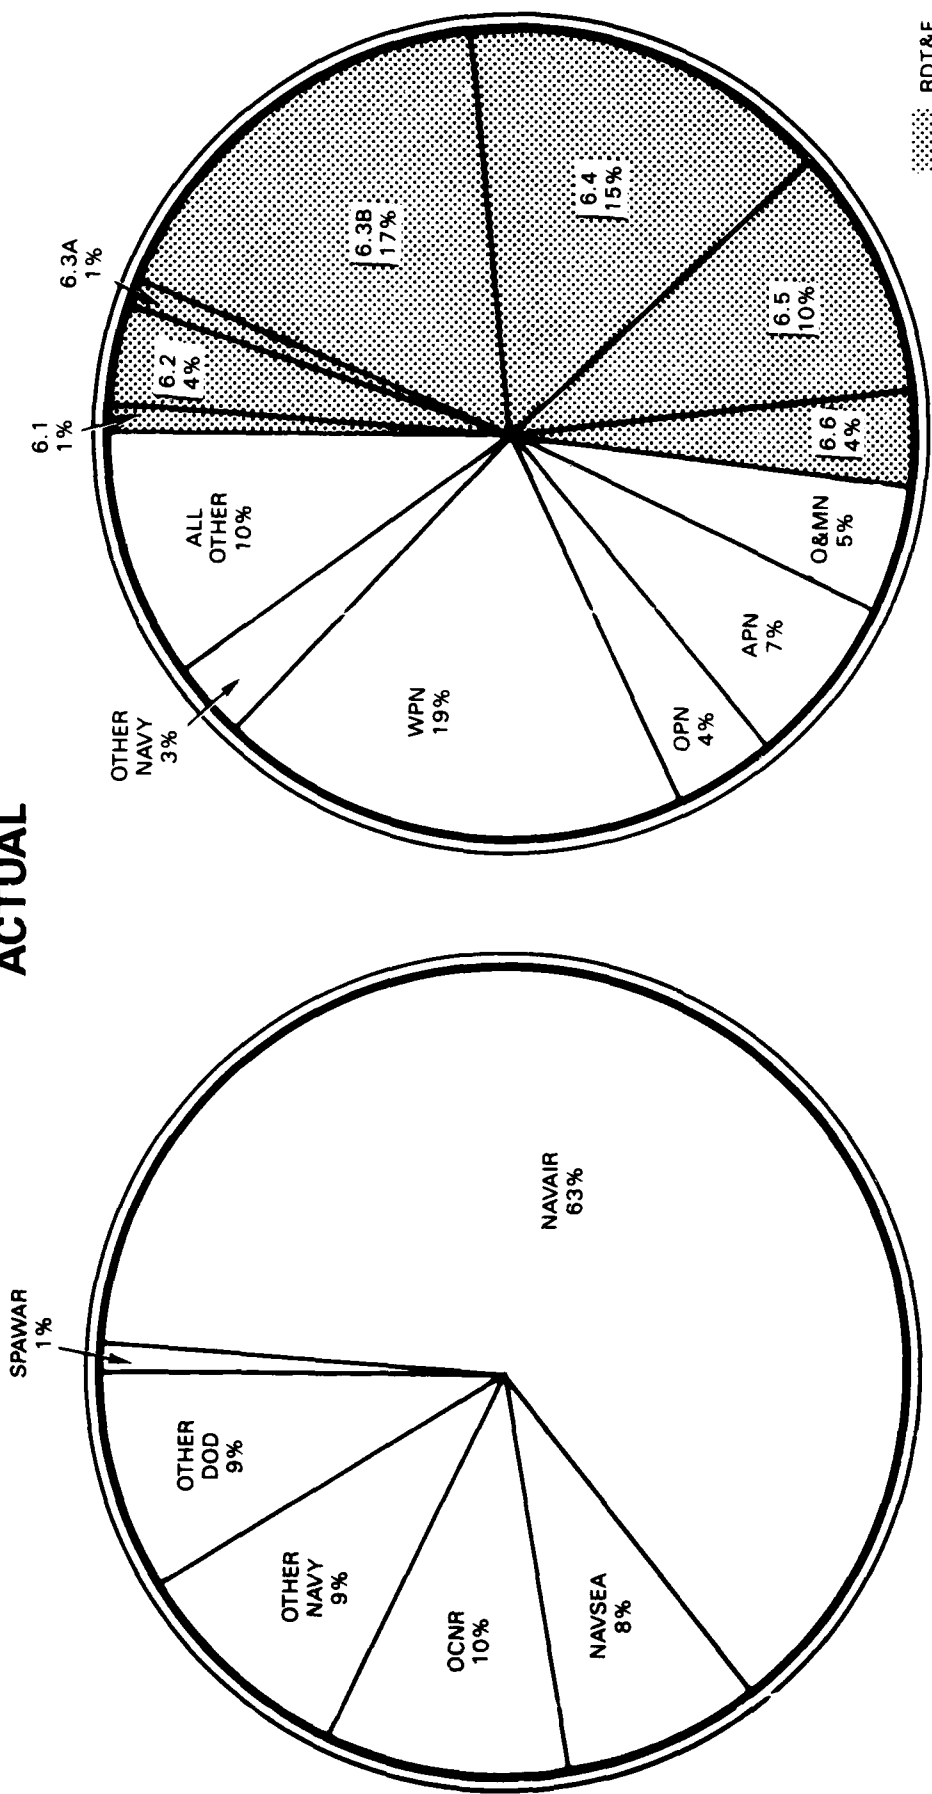 ACTUAL
SPAWAR
1%
OTHER
DOD
9%
OTHER
NAVY
9%
OCNR
10%
NAVSEA
8%
NAVAIR
63%
6.1
1%
6.2
4%
6.3A
1%
6.3B
17%
6.4
15%
6.5
10%
6.6
4%
O&MN
5%
APN
7%
OPN
4%
WPN
19%
OTHER
NAVY
3%
ALL
OTHER
10%
RDT&E